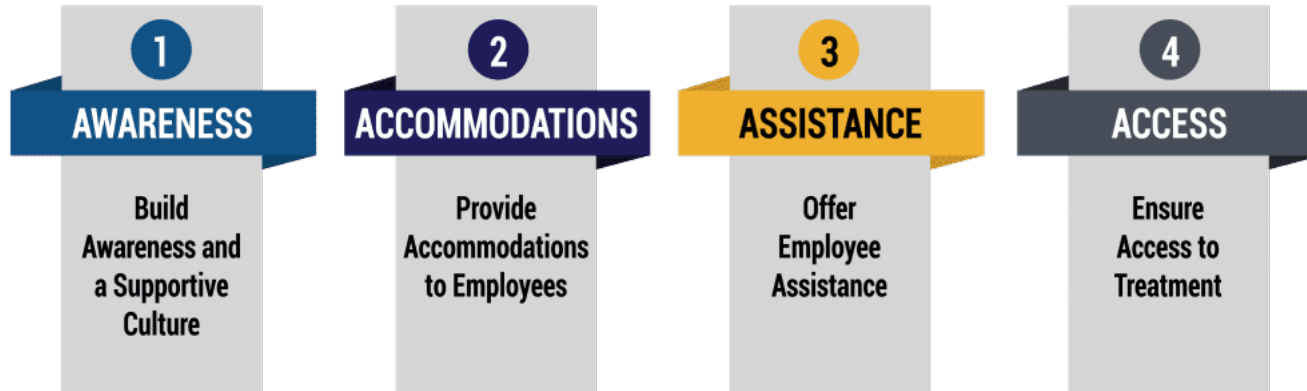 1
AWARENESS
Build
Awareness and
a Supportive
Culture
2
ACCOMMODATIONS
Provide
Accommodations
to Employees
3
ASSISTANCE
Offer
Employee
Assistance
4
ACCESS
Ensure
Access to
Treatment